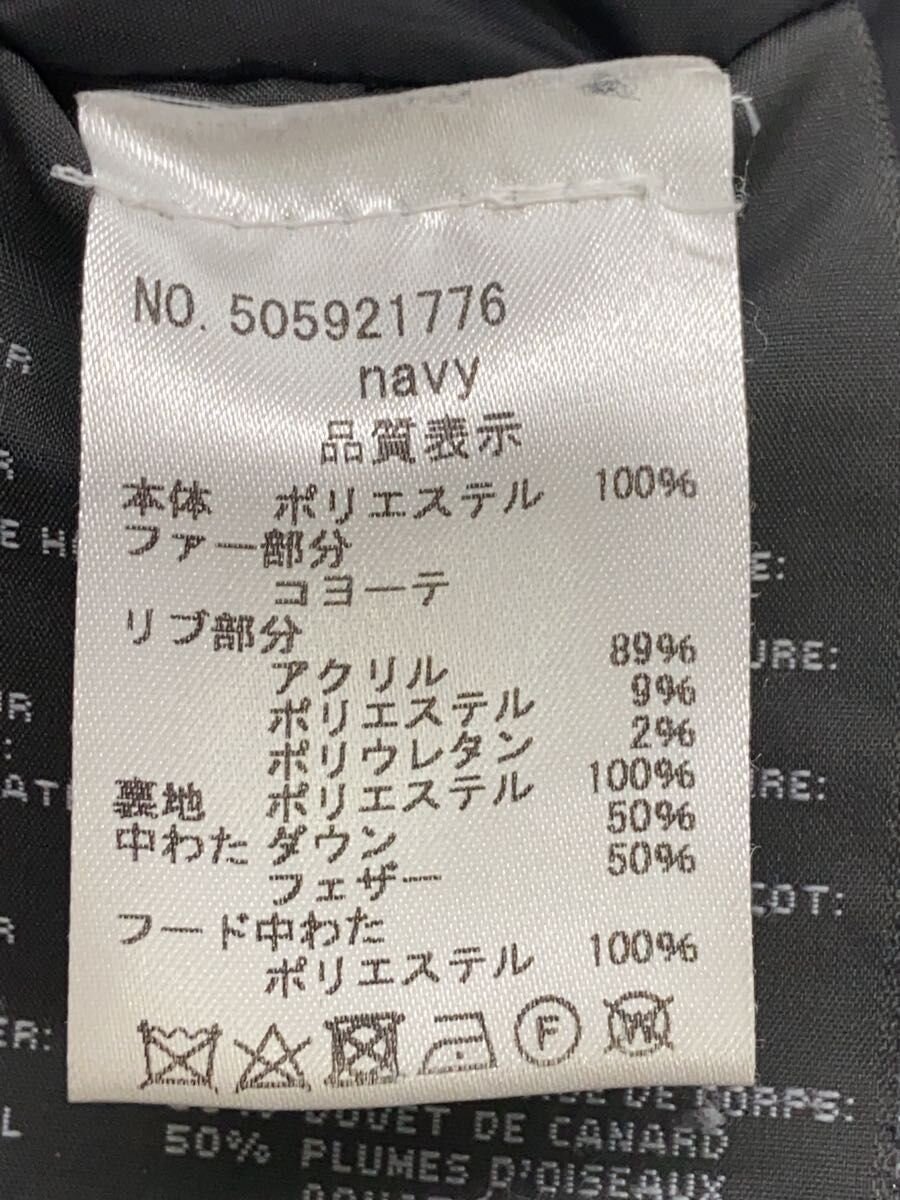 NO. 505921776
navy
品質表示
本体 ポリエステル 100%
ファー部分
コヨーテ
リブ部分
アクリル 89%
ポリエステル 9%
ポリウレタン 2%
裏地 ポリエステル 100%
中わた ダウン 50%
フェザー 50%
フード中わた
ポリエステル 100%
F
W
DE CORPS:
DUVET DE CANARD
50% PLUMES D'OISEAUX